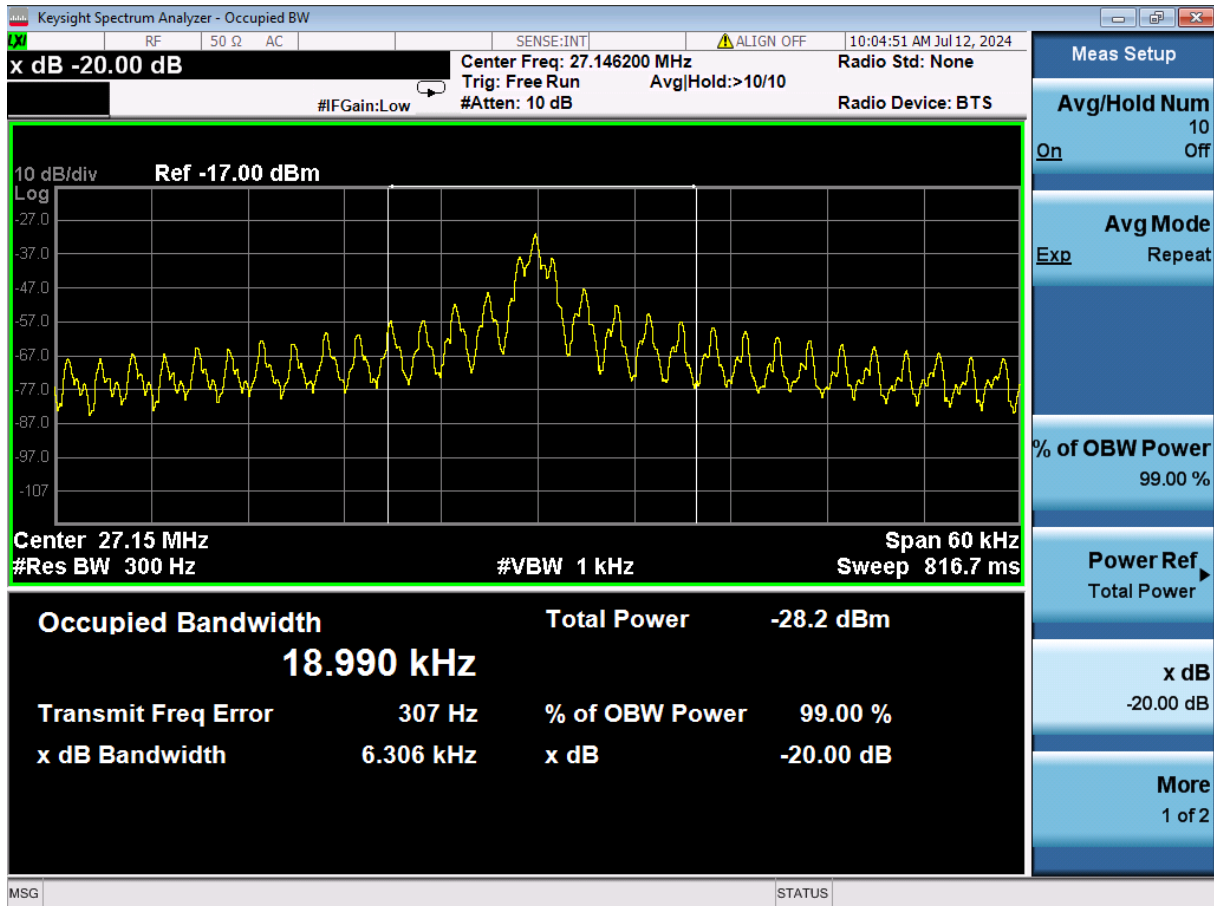 Keysight Spectrum Analyzer - Occupied BW
LXI
RF 50 Ω AC SENSE:INT ALIGN OFF 10:04:51 AM Jul 12, 2024
x dB -20.00 dB
Center Freq: 27.146200 MHz
Radio Std: None
Trig: Free Run Avg|Hold:>10/10
#IFGain:Low
#Atten: 10 dB
Radio Device: BTS
10 dB/div Ref -17.00 dBm
Log
-27.0
-37.0
-47.0
-57.0
-67.0
-77.0
-87.0
-97.0
-107
Center 27.15 MHz Span 60 kHz
#Res BW 300 Hz #VBW 1 kHz Sweep 816.7 ms
Occupied Bandwidth Total Power -28.2 dBm
18.990 kHz
Transmit Freq Error 307 Hz % of OBW Power 99.00 %
x dB Bandwidth 6.306 kHz x dB -20.00 dB
Meas Setup
Avg/Hold Num
10
On Off
Avg Mode
Exp Repeat
% of OBW Power
99.00 %
Power Ref
Total Power
x dB
-20.00 dB
More
1 of 2
MSG STATUS